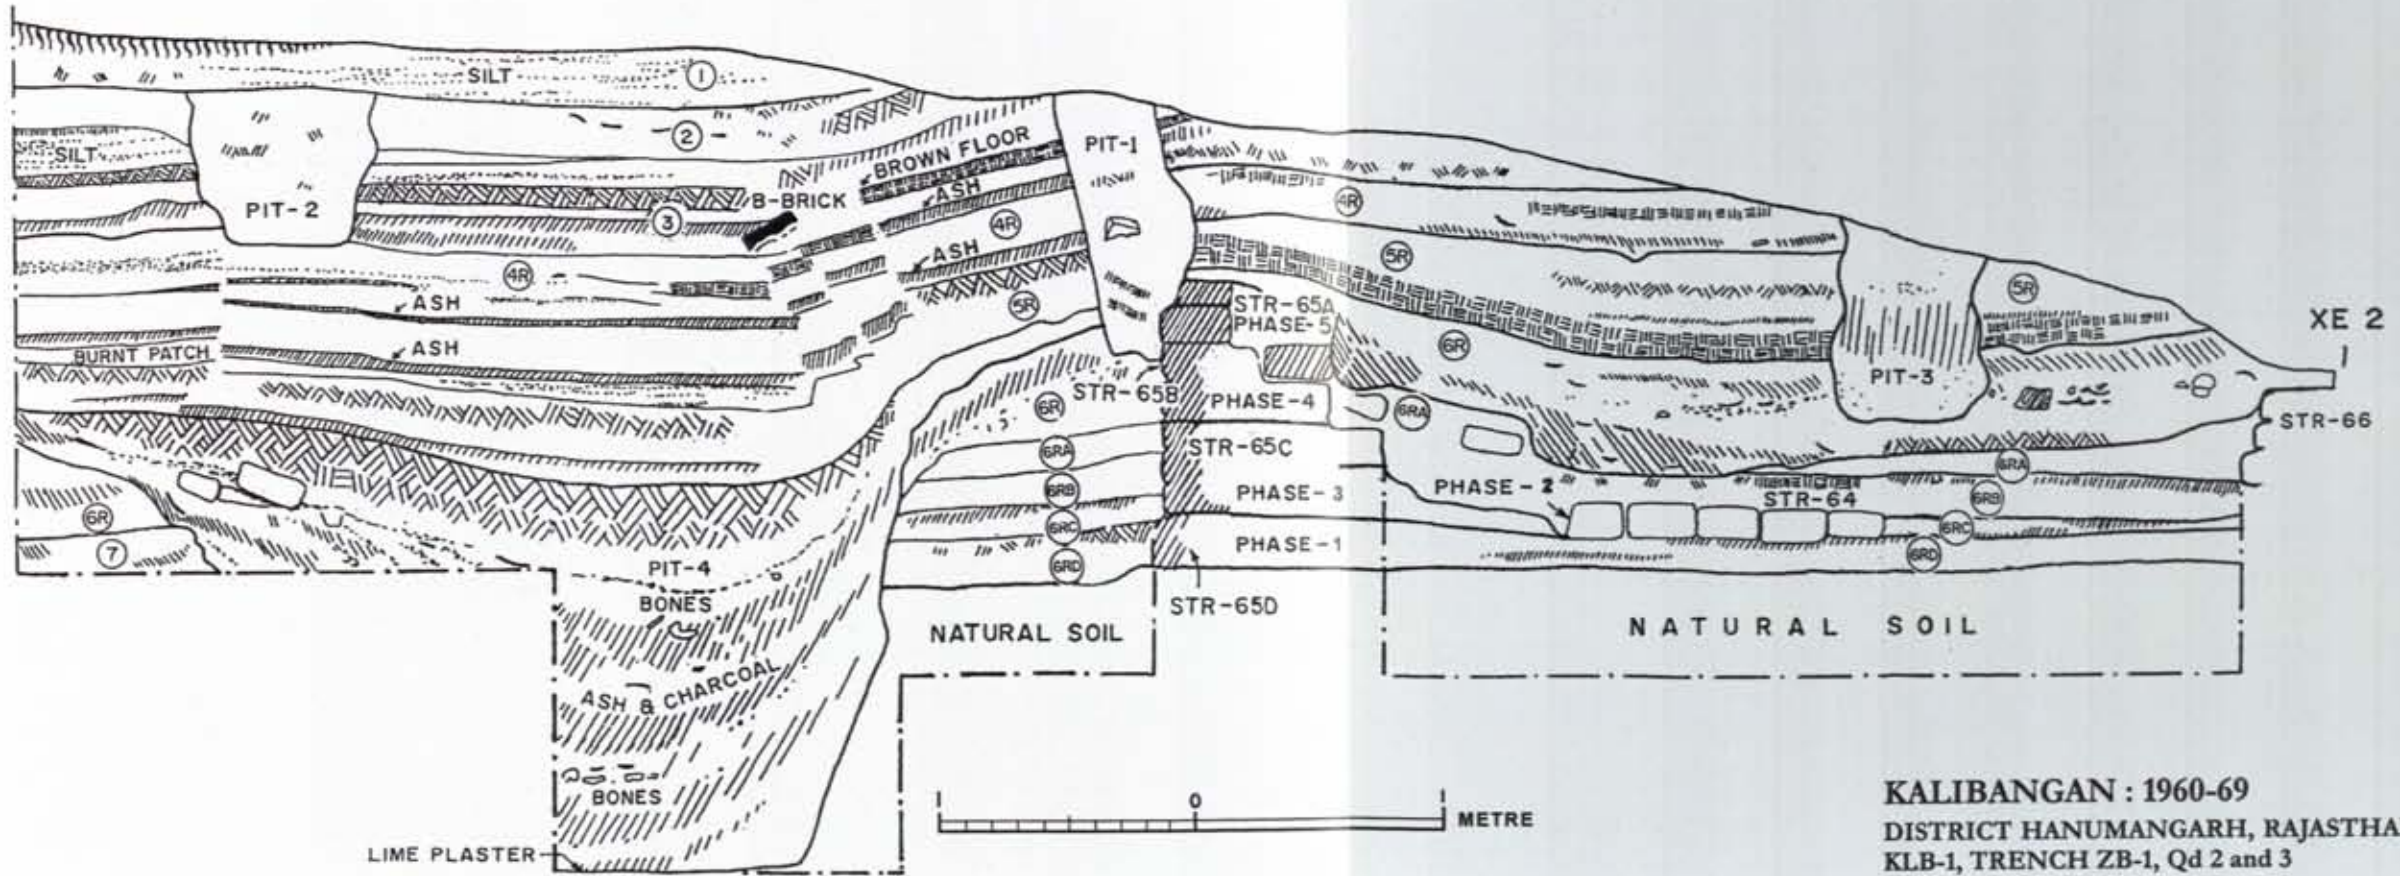 SILT
1
2
SILT
PIT-2
3
B-BRICK
BROWN FLOOR
ASH
4R
ASH
5R
PIT-1
4R
5R
4R
ASH
ASH
BURNT PATCH
STR-65A
PHASE-5
6R
PIT-3
5R
XE 2
STR-66
STR-65B
PHASE-4
6RA
6R
6RA
6RB
6RC
6RD
STR-65C
PHASE-3
PHASE-2
STR-64
6RA
6RB
6RC
6RD
PHASE-1
STR-65D
6R
7
PIT-4
BONES
ASH & CHARCOAL
BONES
LIME PLASTER
NATURAL SOIL
NATURAL SOIL
1 0 1
METRE
KALIBANGAN : 1960-69
DISTRICT HANUMANGARH, RAJASTHA
KLB-1, TRENCH ZB-1, Qd 2 and 3